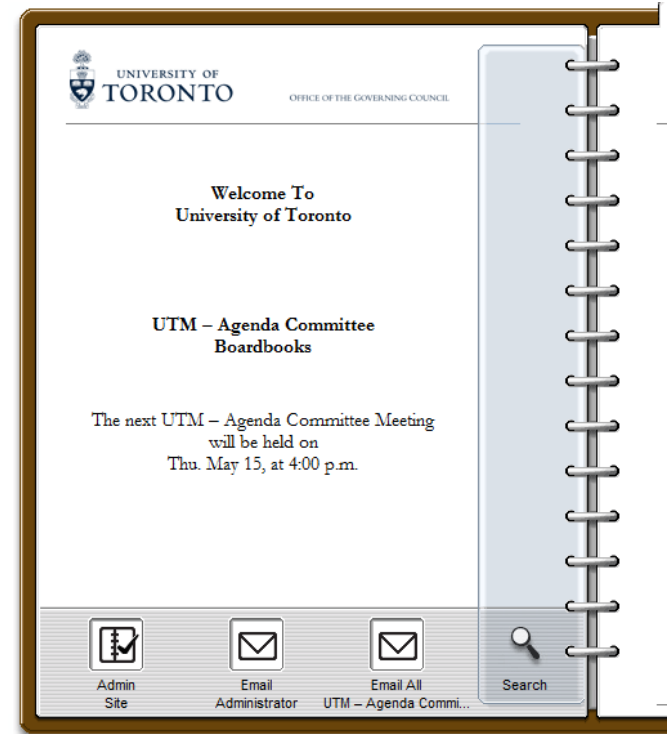 UNIVERSITY OF
TORONTO
OFFICE OF THE GOVERNING COUNCIL
Welcome To
University of Toronto
UTM – Agenda Committee
Boardbooks
The next UTM – Agenda Committee Meeting
will be held on
Thu. May 15, at 4:00 p.m.
Admin
Site
Email
Administrator
Email All
UTM – Agenda Commi...
Search